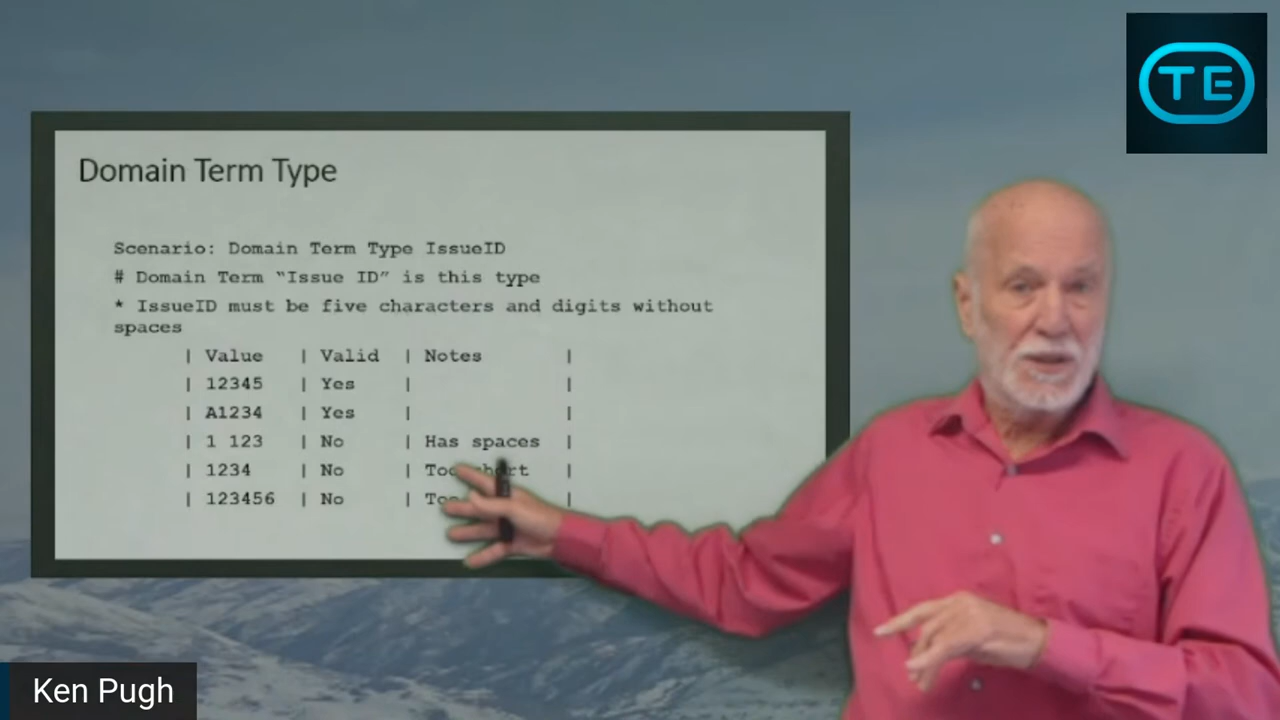 TE
Domain Term Type
Scenario: Domain Term Type IssueID
# Domain Term “Issue ID” is this type
* IssueID must be five characters and digits without
spaces
| Value | Valid | Notes |
| 12345 | Yes | |
| A1234 | Yes | |
| 1 123 | No | Has spaces |
| 1234 | No | Too short |
| 123456 | No | |
Ken Pugh